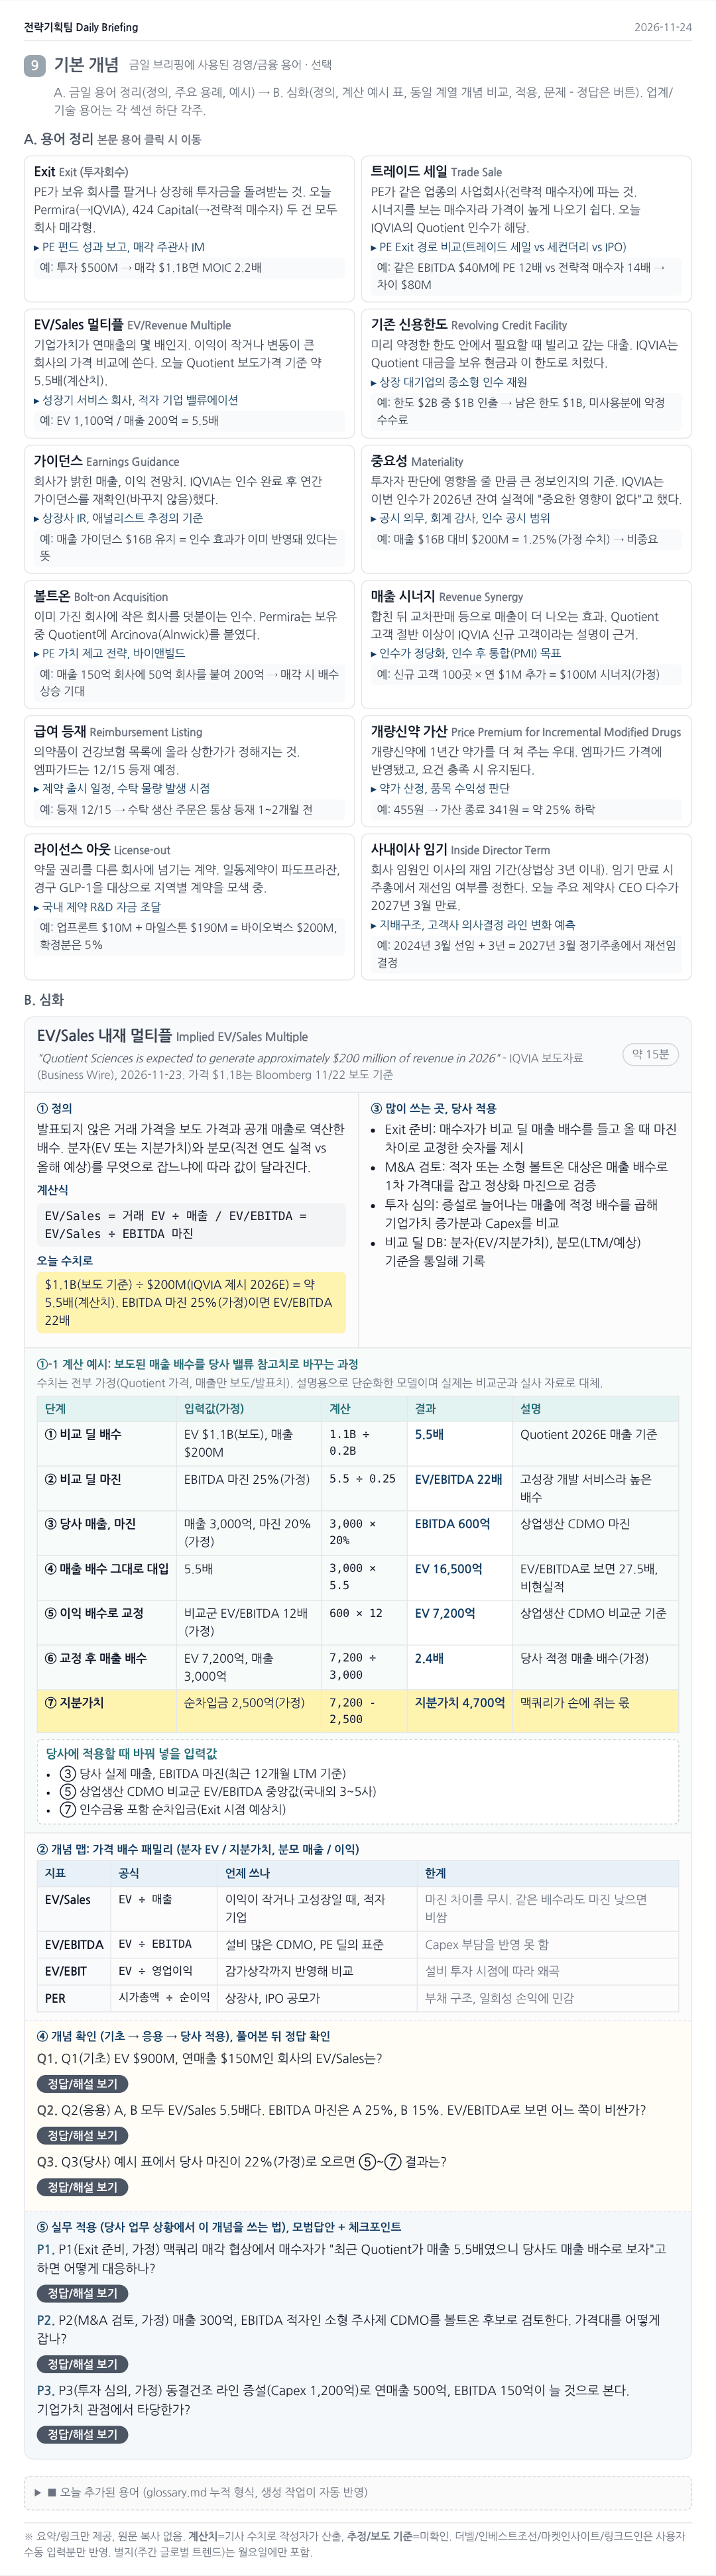 전략기획팀 Daily Briefing
2026-11-24
9 기본 개념 금일 브리핑에 사용된 경영/금융 용어 · 선택
A. 금일 용어 정리(정의, 주요 용례, 예시) → B. 심화(정의, 계산 예시 표, 동일 계열 개념 비교, 적용, 문제 - 정답은 버튼). 업계/
기술 용어는 각 섹션 하단 각주.
A. 용어 정리 본문 용어 클릭 시 이동
Exit Exit (투자회수)
PE가 보유 회사를 팔거나 상장해 투자금을 돌려받는 것. 오늘
Permira(→IQVIA), 424 Capital(→전략적 매수자) 두 건 모두
회사 매각형.
▸ PE 펀드 성과 보고, 매각 주관사 IM
예: 투자 $500M → 매각 $1.1B면 MOIC 2.2배
트레이드 세일 Trade Sale
PE가 같은 업종의 사업회사(전략적 매수자)에 파는 것.
시너지를 보는 매수자라 가격이 높게 나오기 쉽다. 오늘
IQVIA의 Quotient 인수가 해당.
▸ PE Exit 경로 비교(트레이드 세일 vs 세컨더리 vs IPO)
예: 같은 EBITDA $40M에 PE 12배 vs 전략적 매수자 14배 →
차이 $80M
EV/Sales 멀티플 EV/Revenue Multiple
기업가치가 연매출의 몇 배인지. 이익이 작거나 변동이 큰
회사의 가격 비교에 쓴다. 오늘 Quotient 보도가격 기준 약
5.5배(계산치).
▸ 성장기 서비스 회사, 적자 기업 밸류에이션
예: EV 1,100억 / 매출 200억 = 5.5배
기존 신용한도 Revolving Credit Facility
미리 약정한 한도 안에서 필요할 때 빌리고 갚는 대출. IQVIA는
Quotient 대금을 보유 현금과 이 한도로 치렀다.
▸ 상장 대기업의 중소형 인수 재원
예: 한도 $2B 중 $1B 인출 → 남은 한도 $1B, 미사용분에 약정
수수료
가이던스 Earnings Guidance
회사가 밝힌 매출, 이익 전망치. IQVIA는 인수 완료 후 연간
가이던스를 재확인(바꾸지 않음)했다.
▸ 상장사 IR, 애널리스트 추정의 기준
예: 매출 가이던스 $16B 유지 = 인수 효과가 이미 반영돼 있다는
뜻
중요성 Materiality
투자자 판단에 영향을 줄 만큼 큰 정보인지의 기준. IQVIA는
이번 인수가 2026년 잔여 실적에 "중요한 영향이 없다"고 했다.
▸ 공시 의무, 회계 감사, 인수 공시 범위
예: 매출 $16B 대비 $200M = 1.25%(가정 수치) → 비중요
볼트온 Bolt-on Acquisition
이미 가진 회사에 작은 회사를 덧붙이는 인수. Permira는 보유
중 Quotient에 Arcinova(Alnwick)를 붙였다.
▸ PE 가치 제고 전략, 바이앤빌드
예: 매출 150억 회사에 50억 회사를 붙여 200억 → 매각 시 배수
상승 기대
매출 시너지 Revenue Synergy
합친 뒤 교차판매 등으로 매출이 더 나오는 효과. Quotient
고객 절반 이상이 IQVIA 신규 고객이라는 설명이 근거.
▸ 인수가 정당화, 인수 후 통합(PMI) 목표
예: 신규 고객 100곳 × 연 $1M 추가 = $100M 시너지(가정)
급여 등재 Reimbursement Listing
의약품이 건강보험 목록에 올라 상한가가 정해지는 것.
엠파가드는 12/15 등재 예정.
▸ 제약 출시 일정, 수탁 물량 발생 시점
예: 등재 12/15 → 수탁 생산 주문은 통상 등재 1~2개월 전
개량신약 가산 Price Premium for Incremental Modified Drugs
개량신약에 1년간 약가를 더 쳐 주는 우대. 엠파가드 가격에
반영됐고, 요건 충족 시 유지된다.
▸ 약가 산정, 품목 수익성 판단
예: 455원 → 가산 종료 341원 = 약 25% 하락
라이선스 아웃 License-out
약물 권리를 다른 회사에 넘기는 계약. 일동제약이 파도프라잔,
경구 GLP-1을 대상으로 지역별 계약을 모색 중.
▸ 국내 제약 R&D 자금 조달
예: 업프론트 $10M + 마일스톤 $190M = 바이오벅스 $200M,
확정분은 5%
사내이사 임기 Inside Director Term
회사 임원인 이사의 재임 기간(상법상 3년 이내). 임기 만료 시
주총에서 재선임 여부를 정한다. 오늘 주요 제약사 CEO 다수가
2027년 3월 만료.
▸ 지배구조, 고객사 의사결정 라인 변화 예측
예: 2024년 3월 선임 + 3년 = 2027년 3월 정기주총에서 재선임
결정
B. 심화
EV/Sales 내재 멀티플 Implied EV/Sales Multiple
"Quotient Sciences is expected to generate approximately $200 million of revenue in 2026" - IQVIA 보도자료
(Business Wire), 2026-11-23. 가격 $1.1B는 Bloomberg 11/22 보도 기준
약 15분
① 정의
발표되지 않은 거래 가격을 보도 가격과 공개 매출로 역산한
배수. 분자(EV 또는 지분가치)와 분모(직전 연도 실적 vs
올해 예상)를 무엇으로 잡느냐에 따라 값이 달라진다.
계산식
EV/Sales = 거래 EV ÷ 매출 / EV/EBITDA =
EV/Sales ÷ EBITDA 마진
오늘 수치로
$1.1B(보도 기준) ÷ $200M(IQVIA 제시 2026E) = 약
5.5배(계산치). EBITDA 마진 25%(가정)이면 EV/EBITDA
22배
③ 많이 쓰는 곳, 당사 적용
• Exit 준비: 매수자가 비교 딜 매출 배수를 들고 올 때 마진
차이로 교정한 숫자를 제시
• M&A 검토: 적자 또는 소형 볼트온 대상은 매출 배수로
1차 가격대를 잡고 정상화 마진으로 검증
• 투자 심의: 증설로 늘어나는 매출에 적정 배수를 곱해
기업가치 증가분과 Capex를 비교
• 비교 딜 DB: 분자(EV/지분가치), 분모(LTM/예상)
기준을 통일해 기록
①-1 계산 예시: 보도된 매출 배수를 당사 밸류 참고치로 바꾸는 과정
수치는 전부 가정(Quotient 가격, 매출만 보도/발표치). 설명용으로 단순화한 모델이며 실제는 비교군과 실사 자료로 대체.
단계 입력값(가정) 계산 결과 설명
① 비교 딜 배수 EV $1.1B(보도), 매출 $200M 1.1B ÷ 0.2B 5.5배 Quotient 2026E 매출 기준
② 비교 딜 마진 EBITDA 마진 25%(가정) 5.5 ÷ 0.25 EV/EBITDA 22배 고성장 개발 서비스라 높은 배수
③ 당사 매출, 마진 매출 3,000억, 마진 20%(가정) 3,000 × 20% EBITDA 600억 상업생산 CDMO 마진
④ 매출 배수 그대로 대입 5.5배 3,000 × 5.5 EV 16,500억 EV/EBITDA로 보면 27.5배, 비현실적
⑤ 이익 배수로 교정 비교군 EV/EBITDA 12배(가정) 600 × 12 EV 7,200억 상업생산 CDMO 비교군 기준
⑥ 교정 후 매출 배수 EV 7,200억, 매출 3,000억 7,200 ÷ 3,000 2.4배 당사 적정 매출 배수(가정)
⑦ 지분가치 순차입금 2,500억(가정) 7,200 - 2,500 지분가치 4,700억 맥쿼리가 손에 쥐는 몫
당사에 적용할 때 바꿔 넣을 입력값
• ③ 당사 실제 매출, EBITDA 마진(최근 12개월 LTM 기준)
• ⑤ 상업생산 CDMO 비교군 EV/EBITDA 중앙값(국내외 3~5사)
• ⑦ 인수금융 포함 순차입금(Exit 시점 예상치)
② 개념 맵: 가격 배수 패밀리 (분자 EV / 지분가치, 분모 매출 / 이익)
지표 공식 언제 쓰나 한계
EV/Sales EV ÷ 매출 이익이 작거나 고성장일 때, 적자 기업 마진 차이를 무시. 같은 배수라도 마진 낮으면 비쌈
EV/EBITDA EV ÷ EBITDA 설비 많은 CDMO, PE 딜의 표준 Capex 부담을 반영 못 함
EV/EBIT EV ÷ 영업이익 감가상각까지 반영해 비교 설비 투자 시점에 따라 왜곡
PER 시가총액 ÷ 순이익 상장사, IPO 공모가 부채 구조, 일회성 손익에 민감
④ 개념 확인 (기초 → 응용 → 당사 적용), 풀어본 뒤 정답 확인
Q1. Q1(기초) EV $900M, 연매출 $150M인 회사의 EV/Sales는?
정답/해설 보기
Q2. Q2(응용) A, B 모두 EV/Sales 5.5배다. EBITDA 마진은 A 25%, B 15%. EV/EBITDA로 보면 어느 쪽이 비싼가?
정답/해설 보기
Q3. Q3(당사) 예시 표에서 당사 마진이 22%(가정)로 오르면 ⑤~⑦ 결과는?
정답/해설 보기
⑤ 실무 적용 (당사 업무 상황에서 이 개념을 쓰는 법), 모범답안 + 체크포인트
P1. P1(Exit 준비, 가정) 맥쿼리 매각 협상에서 매수자가 "최근 Quotient가 매출 5.5배였으니 당사도 매출 배수로 보자"고
하면 어떻게 대응하나?
정답/해설 보기
P2. P2(M&A 검토, 가정) 매출 300억, EBITDA 적자인 소형 주사제 CDMO를 볼트온 후보로 검토한다. 가격대를 어떻게
잡나?
정답/해설 보기
P3. P3(투자 심의, 가정) 동결건조 라인 증설(Capex 1,200억)로 연매출 500억, EBITDA 150억이 늘 것으로 본다.
기업가치 관점에서 타당한가?
정답/해설 보기
▶ ■ 오늘 추가된 용어 (glossary.md 누적 형식, 생성 작업이 자동 반영)
※ 요약/링크만 제공, 원문 복사 없음. 계산치=기사 수치로 작성자가 산출, 추정/보도 기준=미확인. 더벨/인베스트조선/마켓인사이트/링크드인은 사용자
수동 입력분만 반영. 별지(주간 글로벌 트렌드)는 월요일에만 포함.